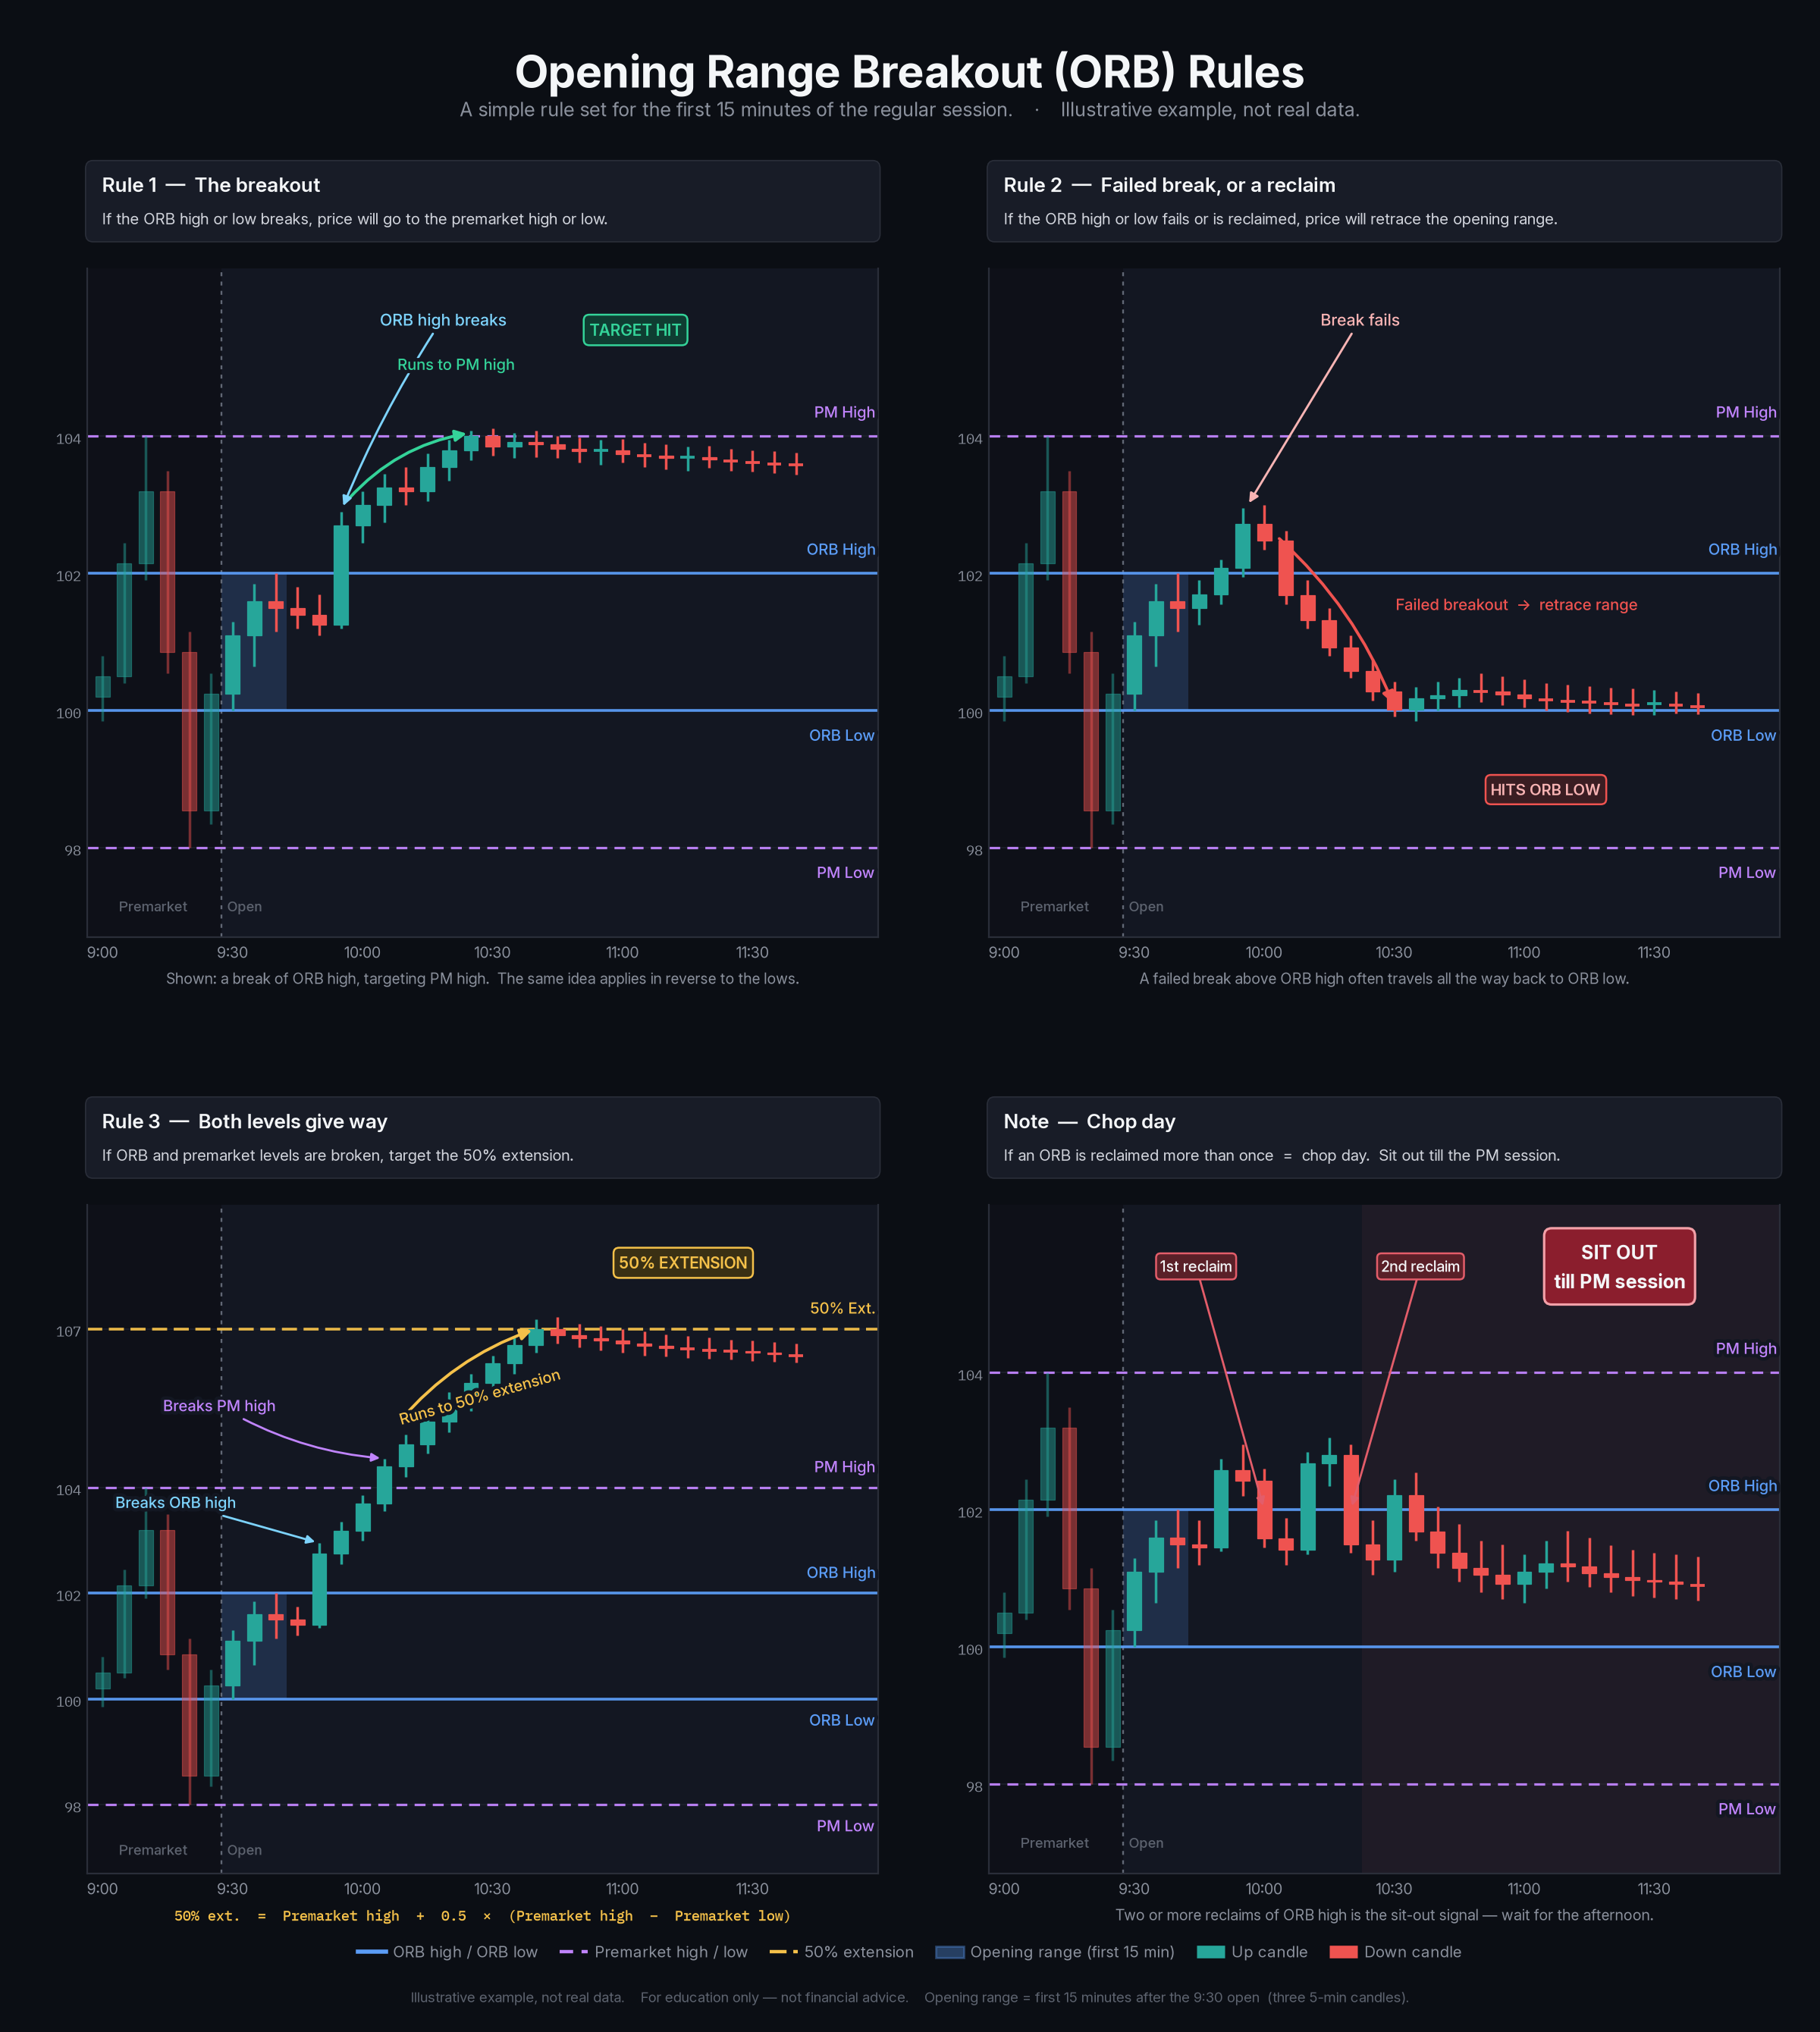 Opening Range Breakout (ORB) Rules
A simple rule set for the first 15 minutes of the regular session. · Illustrative example, not real data.
Rule 1 — The breakout
If the ORB high or low breaks, price will go to the premarket high or low.
ORB high breaks
TARGET HIT
Runs to PM high
PM High
104
ORB High
102
100
ORB Low
98
PM Low
Premarket
Open
9:00 9:30 10:00 10:30 11:00 11:30
Shown: a break of ORB high, targeting PM high. The same idea applies in reverse to the lows.
Rule 2 — Failed break, or a reclaim
If the ORB high or low fails or is reclaimed, price will retrace the opening range.
Break fails
PM High
104
ORB High
102
Failed breakout → retrace range
100
ORB Low
HITS ORB LOW
98
PM Low
Premarket
Open
9:00 9:30 10:00 10:30 11:00 11:30
A failed break above ORB high often travels all the way back to ORB low.
Rule 3 — Both levels give way
If ORB and premarket levels are broken, target the 50% extension.
50% EXTENSION
50% Ext.
107
Runs to 50% extension
Breaks PM high
PM High
104
Breaks ORB high
ORB High
102
100
ORB Low
98
PM Low
Premarket
Open
9:00 9:30 10:00 10:30 11:00 11:30
50% ext. = Premarket high + 0.5 × (Premarket high − Premarket low)
Note — Chop day
If an ORB is reclaimed more than once = chop day. Sit out till the PM session.
1st reclaim
2nd reclaim
SIT OUT
till PM session
PM High
104
ORB High
102
100
ORB Low
98
PM Low
Premarket
Open
9:00 9:30 10:00 10:30 11:00 11:30
Two or more reclaims of ORB high is the sit-out signal — wait for the afternoon.
ORB high / ORB low Premarket high / low 50% extension Opening range (first 15 min) Up candle Down candle
Illustrative example, not real data. For education only — not financial advice. Opening range = first 15 minutes after the 9:30 open (three 5-min candles).